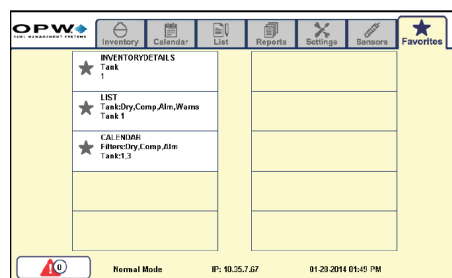 OPW
FUEL MANAGEMENT SYSTEMS
Inventory
Calendar
List
Reports
Settings
Sensors
Favorites
INVENTORYDETAILS
Tank
1
LIST
Tank:Dry,Comp,Alm,Warns
Tank 1
CALENDAR
Filters:Dry,Comp,Alm
Tank:1,3
0
Normal Mode
IP: 10.35.7.67
01-28-2014 01:49 PM